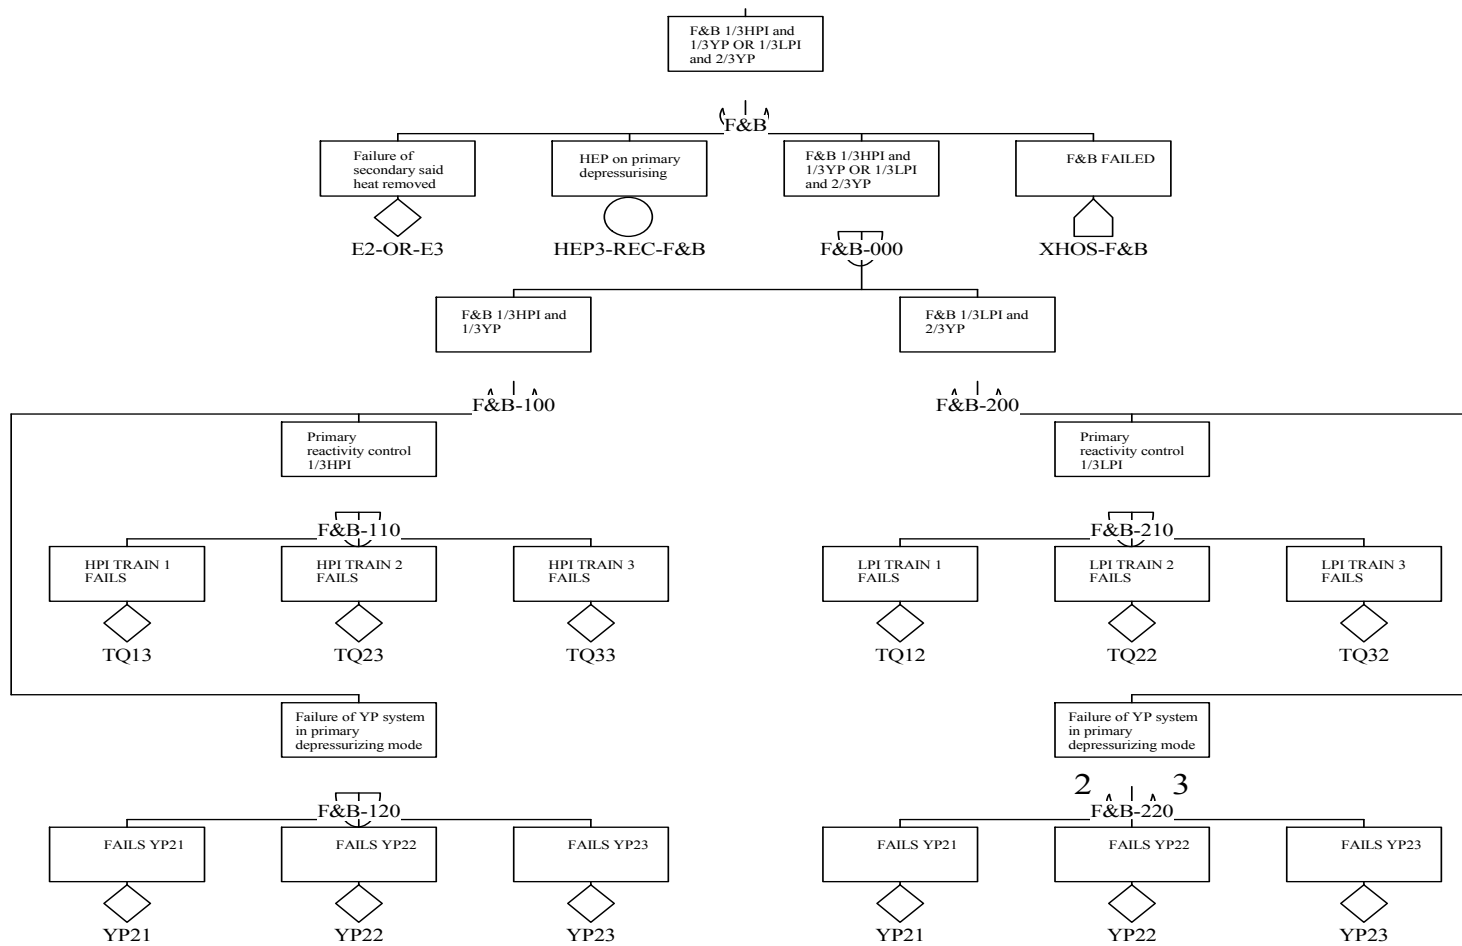 F&B 1/3HPI and
1/3YP OR 1/3LPI
and 2/3YP
F&B
Failure of
secondary said
heat removed
E2-OR-E3
HEP on primary
depressurising
HEP3-REC-F&B
F&B 1/3HPI and
1/3YP OR 1/3LPI
and 2/3YP
F&B-000
F&B FAILED
XHOS-F&B
F&B 1/3HPI and
1/3YP
F&B-100
F&B 1/3LPI and
2/3YP
F&B-200
Primary
reactivity control
1/3HPI
F&B-110
Primary
reactivity control
1/3LPI
F&B-210
HPI TRAIN 1
FAILS
TQ13
HPI TRAIN 2
FAILS
TQ23
HPI TRAIN 3
FAILS
TQ33
LPI TRAIN 1
FAILS
TQ12
LPI TRAIN 2
FAILS
TQ22
LPI TRAIN 3
FAILS
TQ32
Failure of YP system
in primary
depressurizing mode
F&B-120
Failure of YP system
in primary
depressurizing mode
2 3
F&B-220
FAILS YP21
YP21
FAILS YP22
YP22
FAILS YP23
YP23
FAILS YP21
YP21
FAILS YP22
YP22
FAILS YP23
YP23